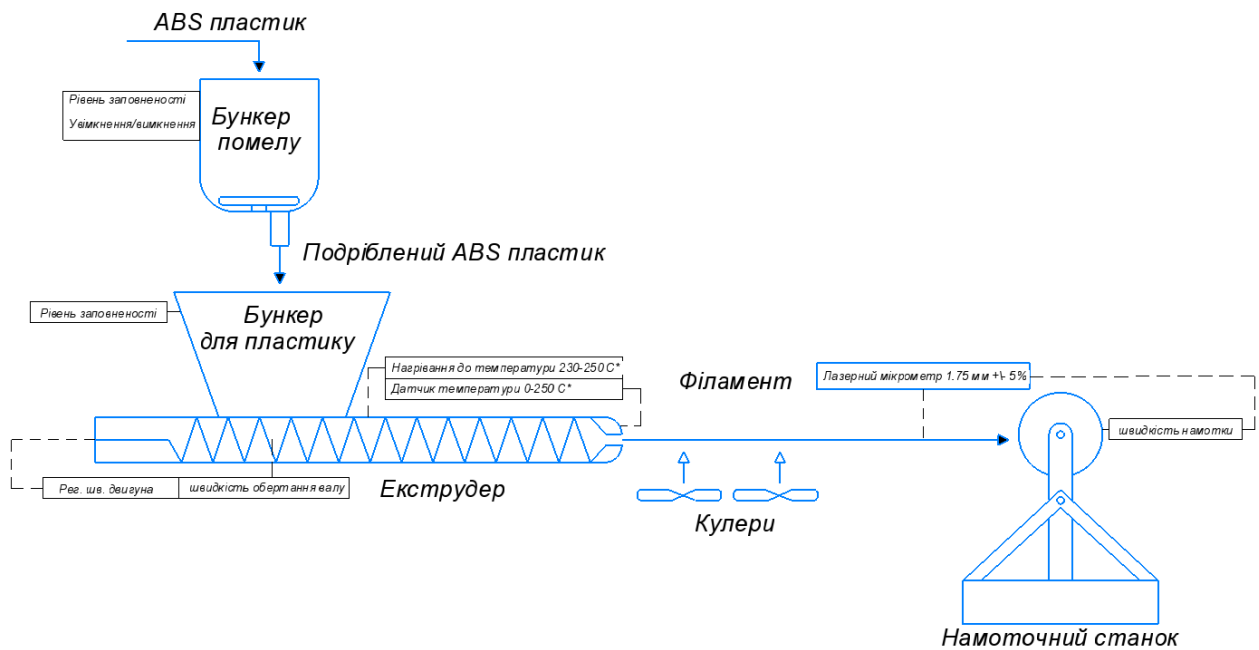 ABS пластик
Рівень заповненості
Увімкнення/вимкнення
Бункер
помелу
Подріблений ABS пластик
Рівень заповненості
Бункер
для пластику
Нагрівання до температури 230-250 С*
Датчик температури 0-250 С*
Філамент
Лазерний мікрометр 1.75 мм +\- 5%
швидкість намотки
Рег. шв. двигуна
швидкість обертання валу
Екструдер
Кулери
Намоточний станок